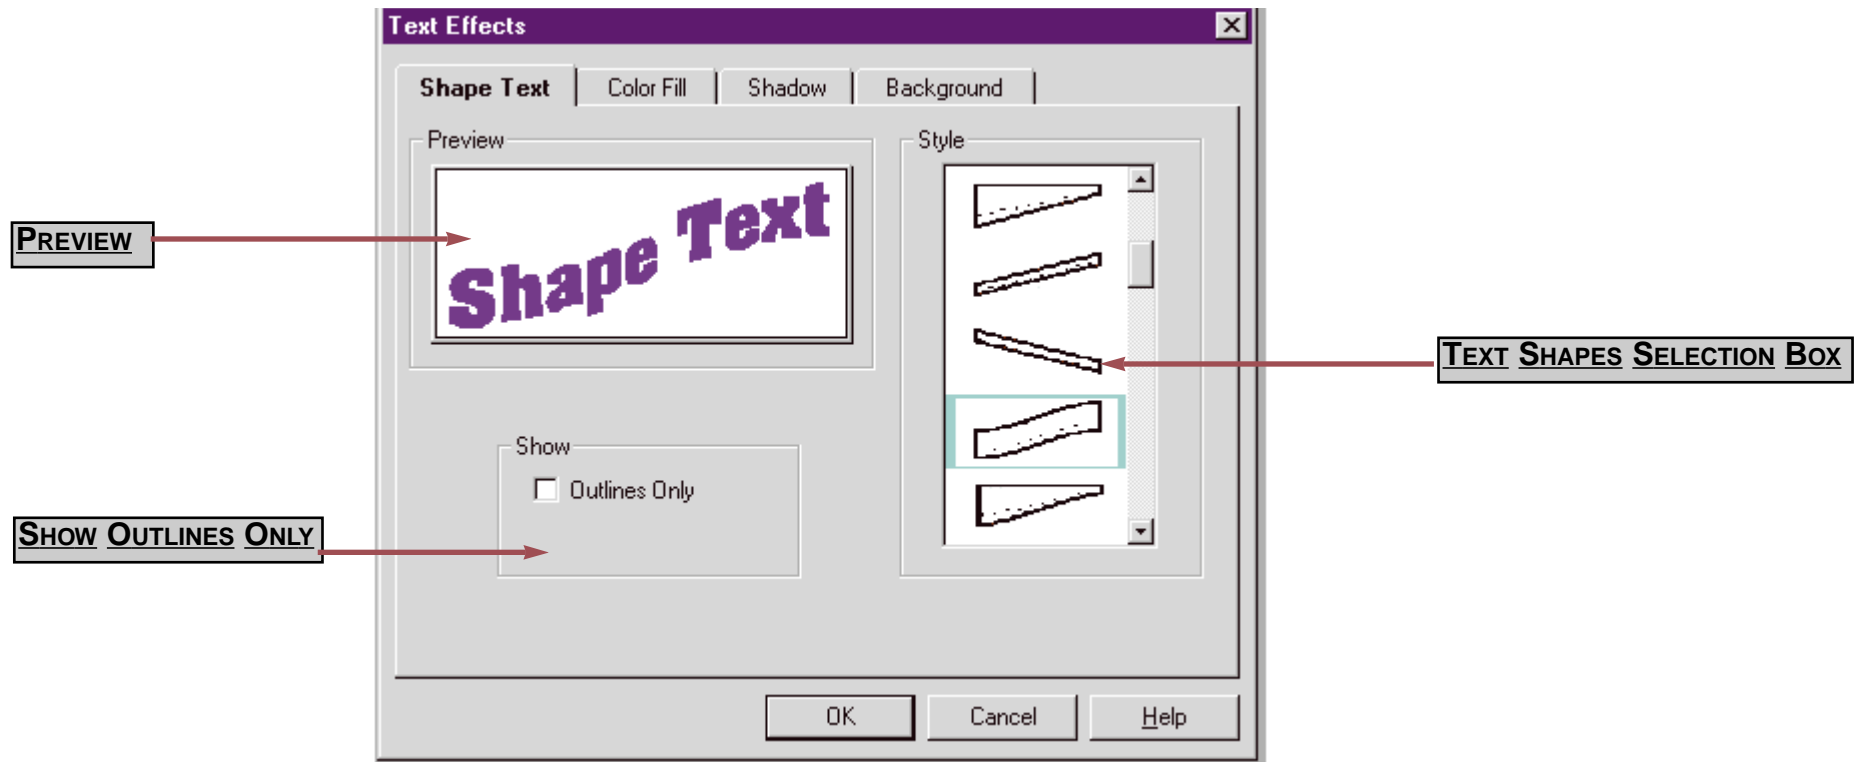 Text Effects
Shape Text
Color Fill
Shadow
Background
Preview
Style
Shape Text
PREVIEW
TEXT SHAPES SELECTION BOX
Show
Outlines Only
SHOW OUTLINES ONLY
OK
Cancel
Help